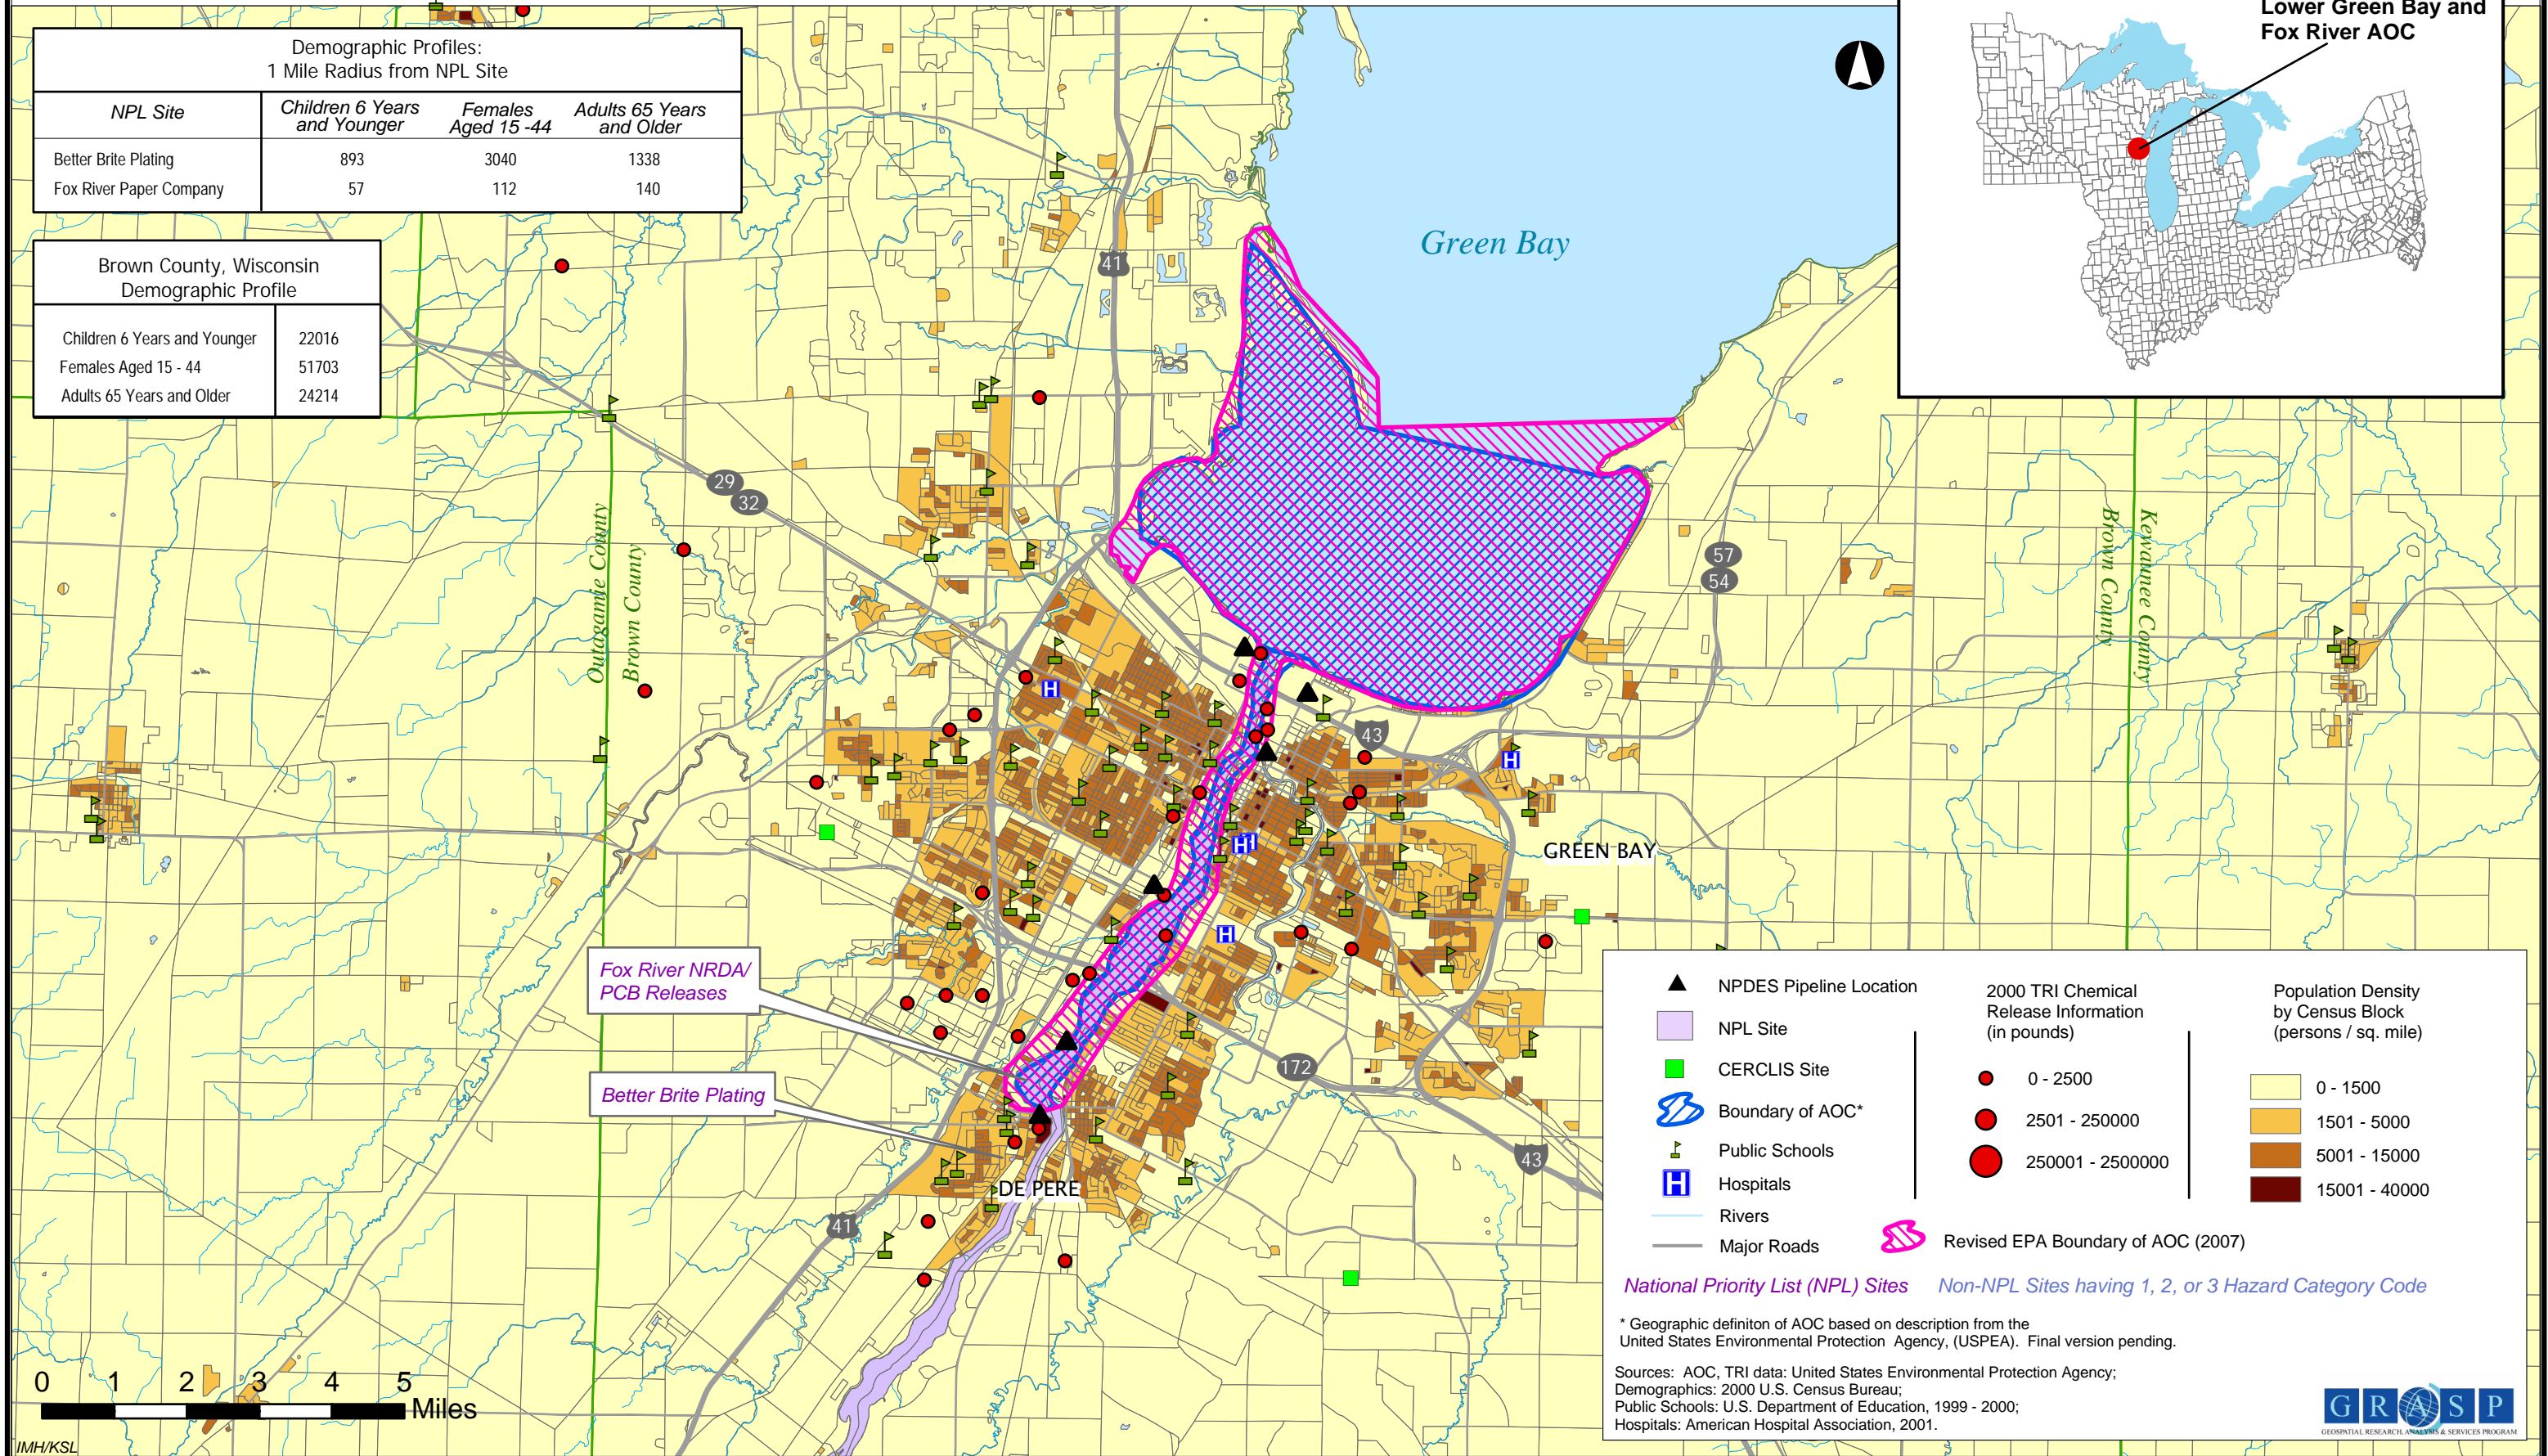 Demographic Profiles:
1 Mile Radius from NPL Site
NPL Site Children 6 Years and Younger Females Aged 15 -44 Adults 65 Years and Older
Better Brite Plating 893 3040 1338
Fox River Paper Company 57 112 140
Brown County, Wisconsin
Demographic Profile
Children 6 Years and Younger 22016
Females Aged 15 - 44 51703
Adults 65 Years and Older 24214
Lower Green Bay and
Fox River AOC
Green Bay
41
29
32
57
54
Outagamie County
Brown County
Brown County
Kewaunee County
43
H
H
H
H
GREEN BAY
Fox River NRDA/
PCB Releases
Better Brite Plating
172
43
DE PERE
41
NPDES Pipeline Location
NPL Site
CERCLIS Site
Boundary of AOC*
Public Schools
H Hospitals
Rivers
Major Roads
2000 TRI Chemical
Release Information
(in pounds)
0 - 2500
2501 - 250000
250001 - 2500000
Population Density
by Census Block
(persons / sq. mile)
0 - 1500
1501 - 5000
5001 - 15000
15001 - 40000
Revised EPA Boundary of AOC (2007)
National Priority List (NPL) Sites Non-NPL Sites having 1, 2, or 3 Hazard Category Code
* Geographic definiton of AOC based on description from the
United States Environmental Protection Agency, (USPEA). Final version pending.
Sources: AOC, TRI data: United States Environmental Protection Agency;
Demographics: 2000 U.S. Census Bureau;
Public Schools: U.S. Department of Education, 1999 - 2000;
Hospitals: American Hospital Association, 2001.
GRASP
GEOSPATIAL RESEARCH, ANALYSIS & SERVICES PROGRAM
0 1 2 3 4 5
Miles
IMH/KSL